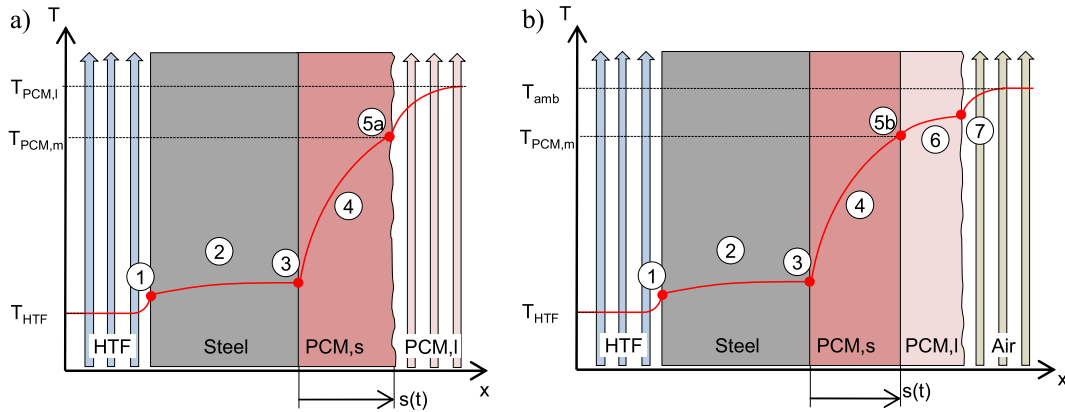 a)
T
T_PCM,l
T_PCM,m
T_HTF
1
2
3
4
5a
HTF
Steel
PCM,s
PCM,l
x
s(t)
b)
T
T_amb
T_PCM,m
T_HTF
1
2
3
4
5b
6
7
HTF
Steel
PCM,s
PCM,l
Air
x
s(t)